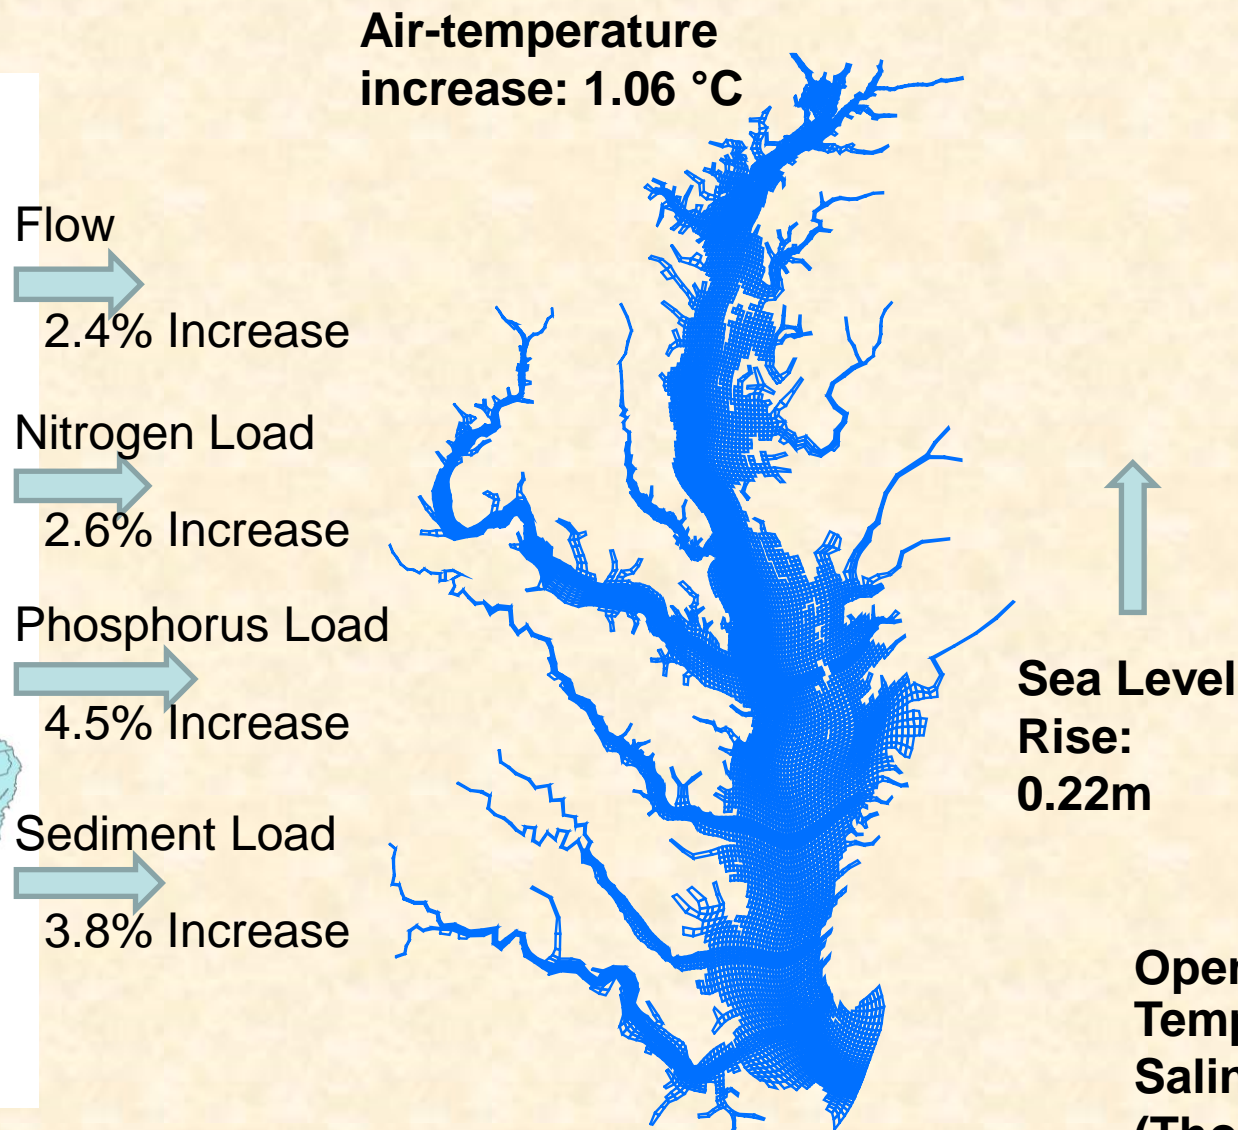 Air-temperature
increase: 1.06 °C
Flow
2.4% Increase
Nitrogen Load
2.6% Increase
Phosphorus Load
4.5% Increase
Sediment Load
3.8% Increase
Sea Level
Rise:
0.22m